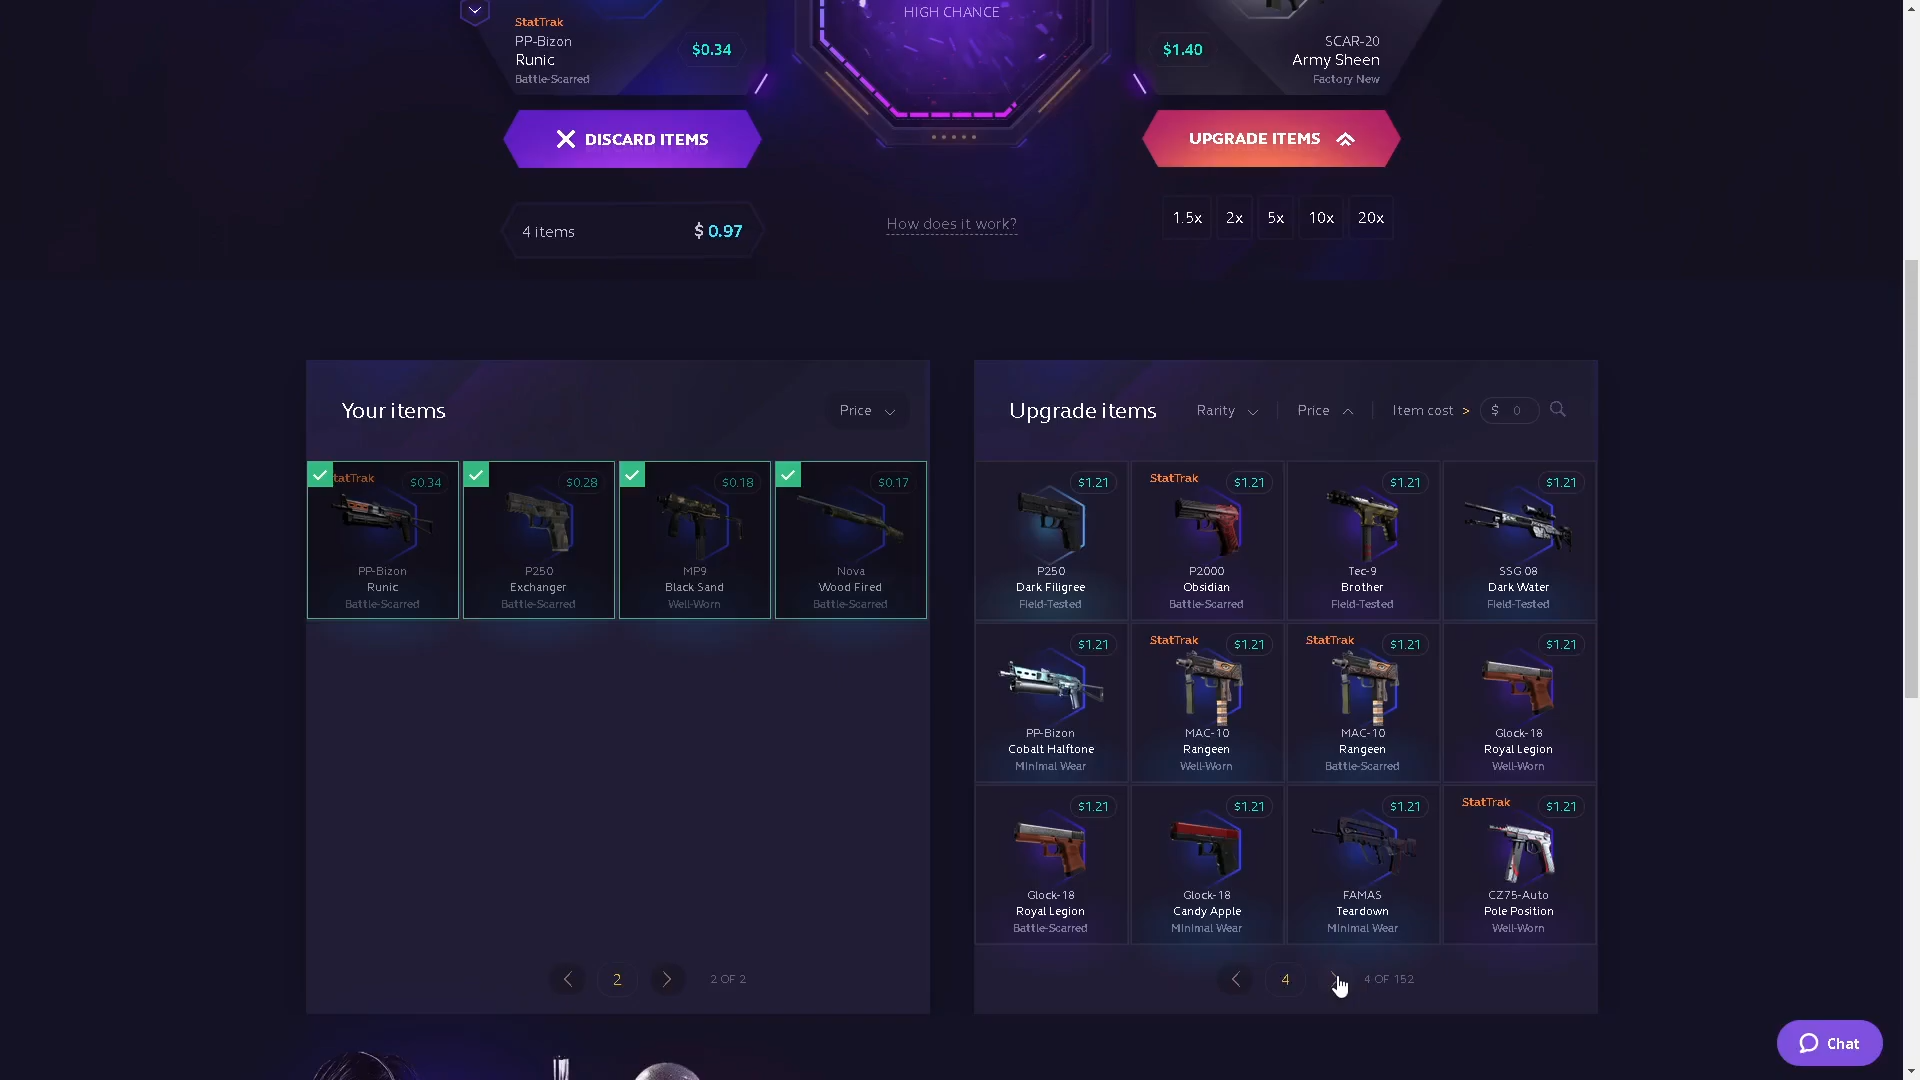 HIGH CHANCE
StatTrak
PP-Bizon
Runic
Battle-Scarred
$0.34
$1.40
SCAR-20
Army Sheen
Factory New
DISCARD ITEMS
UPGRADE ITEMS
4 items
$ 0.97
How does it work?
1.5x 2x 5x 10x 20x
Your items
Price
Upgrade items
Rarity
Price
Item cost >
$ 0
tatTrak $0.34
PP-Bizon
Runic
Battle-Scarred
$0.28
P250
Exchanger
Battle-Scarred
$0.18
MP9
Black Sand
Well-Worn
$0.17
Nova
Wood Fired
Battle-Scarred
2
2 OF 2
$1.21
P250
Dark Filigree
Field-Tested
StatTrak $1.21
P2000
Obsidian
Battle-Scarred
$1.21
Tec-9
Brother
Field-Tested
$1.21
SSG 08
Dark Water
Field-Tested
$1.21
PP-Bizon
Cobalt Halftone
Minimal Wear
StatTrak $1.21
MAC-10
Rangeen
Well-Worn
StatTrak $1.21
MAC-10
Rangeen
Battle-Scarred
$1.21
Glock-18
Royal Legion
Well-Worn
$1.21
Glock-18
Royal Legion
Battle-Scarred
$1.21
Glock-18
Candy Apple
Minimal Wear
$1.21
FAMAS
Teardown
Minimal Wear
StatTrak $1.21
CZ75-Auto
Pole Position
Well-Worn
4
4 OF 152
Chat